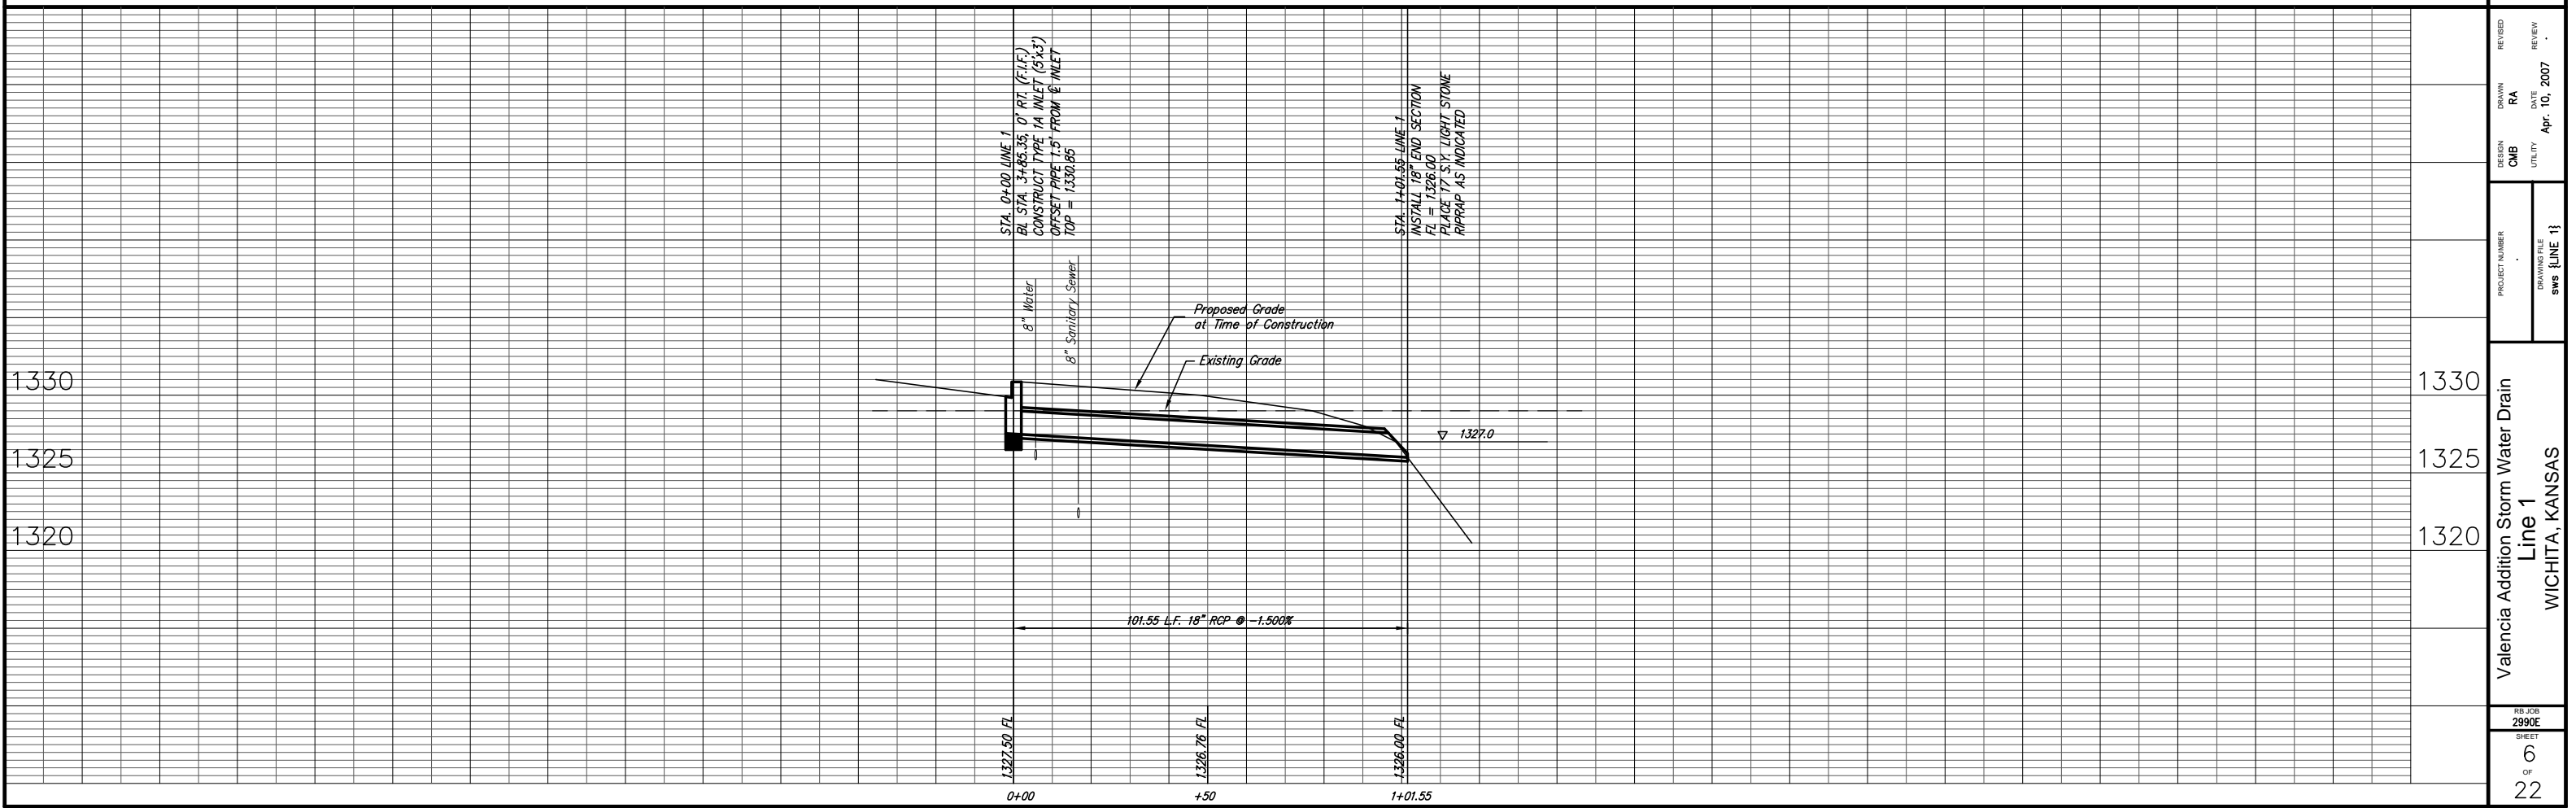 STA. 0+00 LINE 1
BL STA. 3+85.35, 0' RT. (F.I.F.)
CONSTRUCT TYPE 1A INLET (5'x3')
OFFSET PIPE 1.5' FROM ℄ INLET
TOP = 1330.85
STA. 1+01.55 LINE 1
INSTALL 18" END SECTION
FL = 1326.00
PLACE 17 S.Y. LIGHT STONE
RIPRAP AS INDICATED
8" Water
8" Sanitary Sewer
Proposed Grade
at Time of Construction
Existing Grade
1330
1330
1327.0
1325
1325
1320
1320
101.55 L.F. 18" RCP @ -1.500%
1327.50 FL
1326.76 FL
1326.00 FL
0+00
+50
1+01.55
DESIGN
CMB
DRAWN
RA
REVISED
UTILITY
DATE
Apr. 10, 2007
REVIEW
.
PROJECT NUMBER
.
DRAWING FILE
sws {LINE 1}
Valencia Addition Storm Water Drain
Line 1
WICHITA, KANSAS
RB JOB
2990E
SHEET
6
OF
22